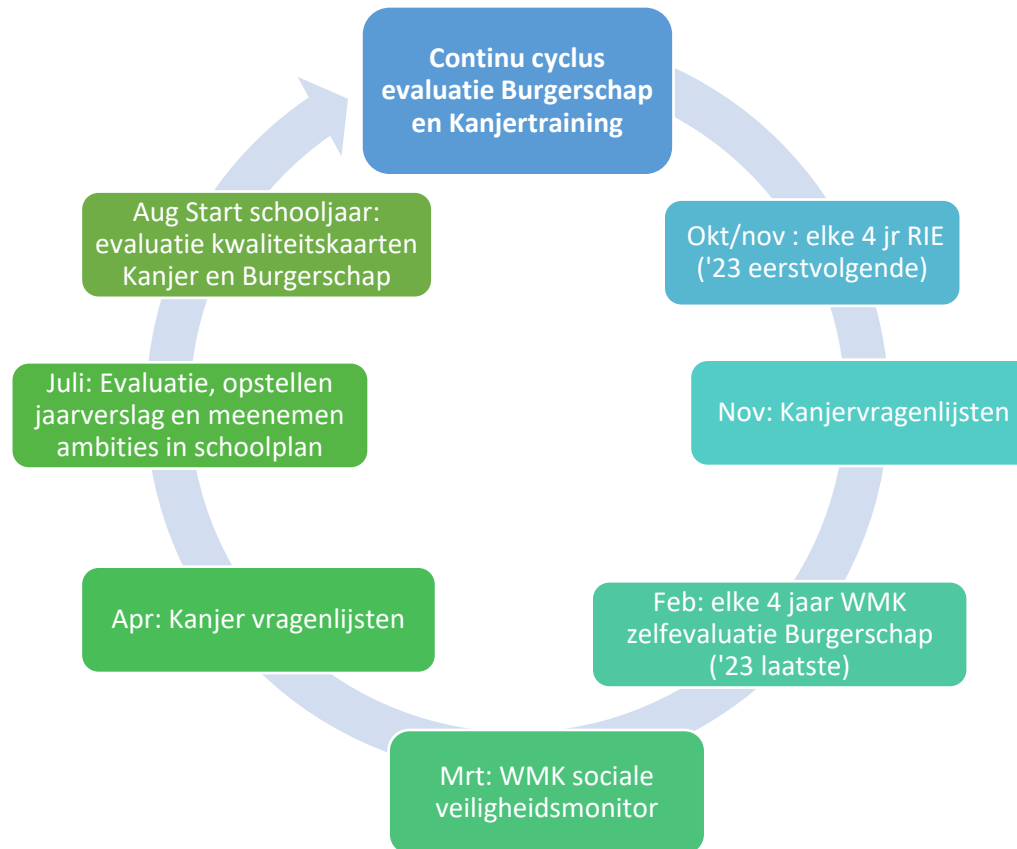 Continu cyclus
evaluatie Burgerschap
en Kanjertraining
Okt/nov : elke 4 jr RIE
('23 eerstvolgende)
Nov: Kanjervragenlijsten
Feb: elke 4 jaar WMK
zelfevaluatie Burgerschap
('23 laatste)
Mrt: WMK sociale
veiligheidsmonitor
Apr: Kanjer vragenlijsten
Juli: Evaluatie, opstellen
jaarverslag en meenemen
ambities in schoolplan
Aug Start schooljaar:
evaluatie kwaliteitskaarten
Kanjer en Burgerschap